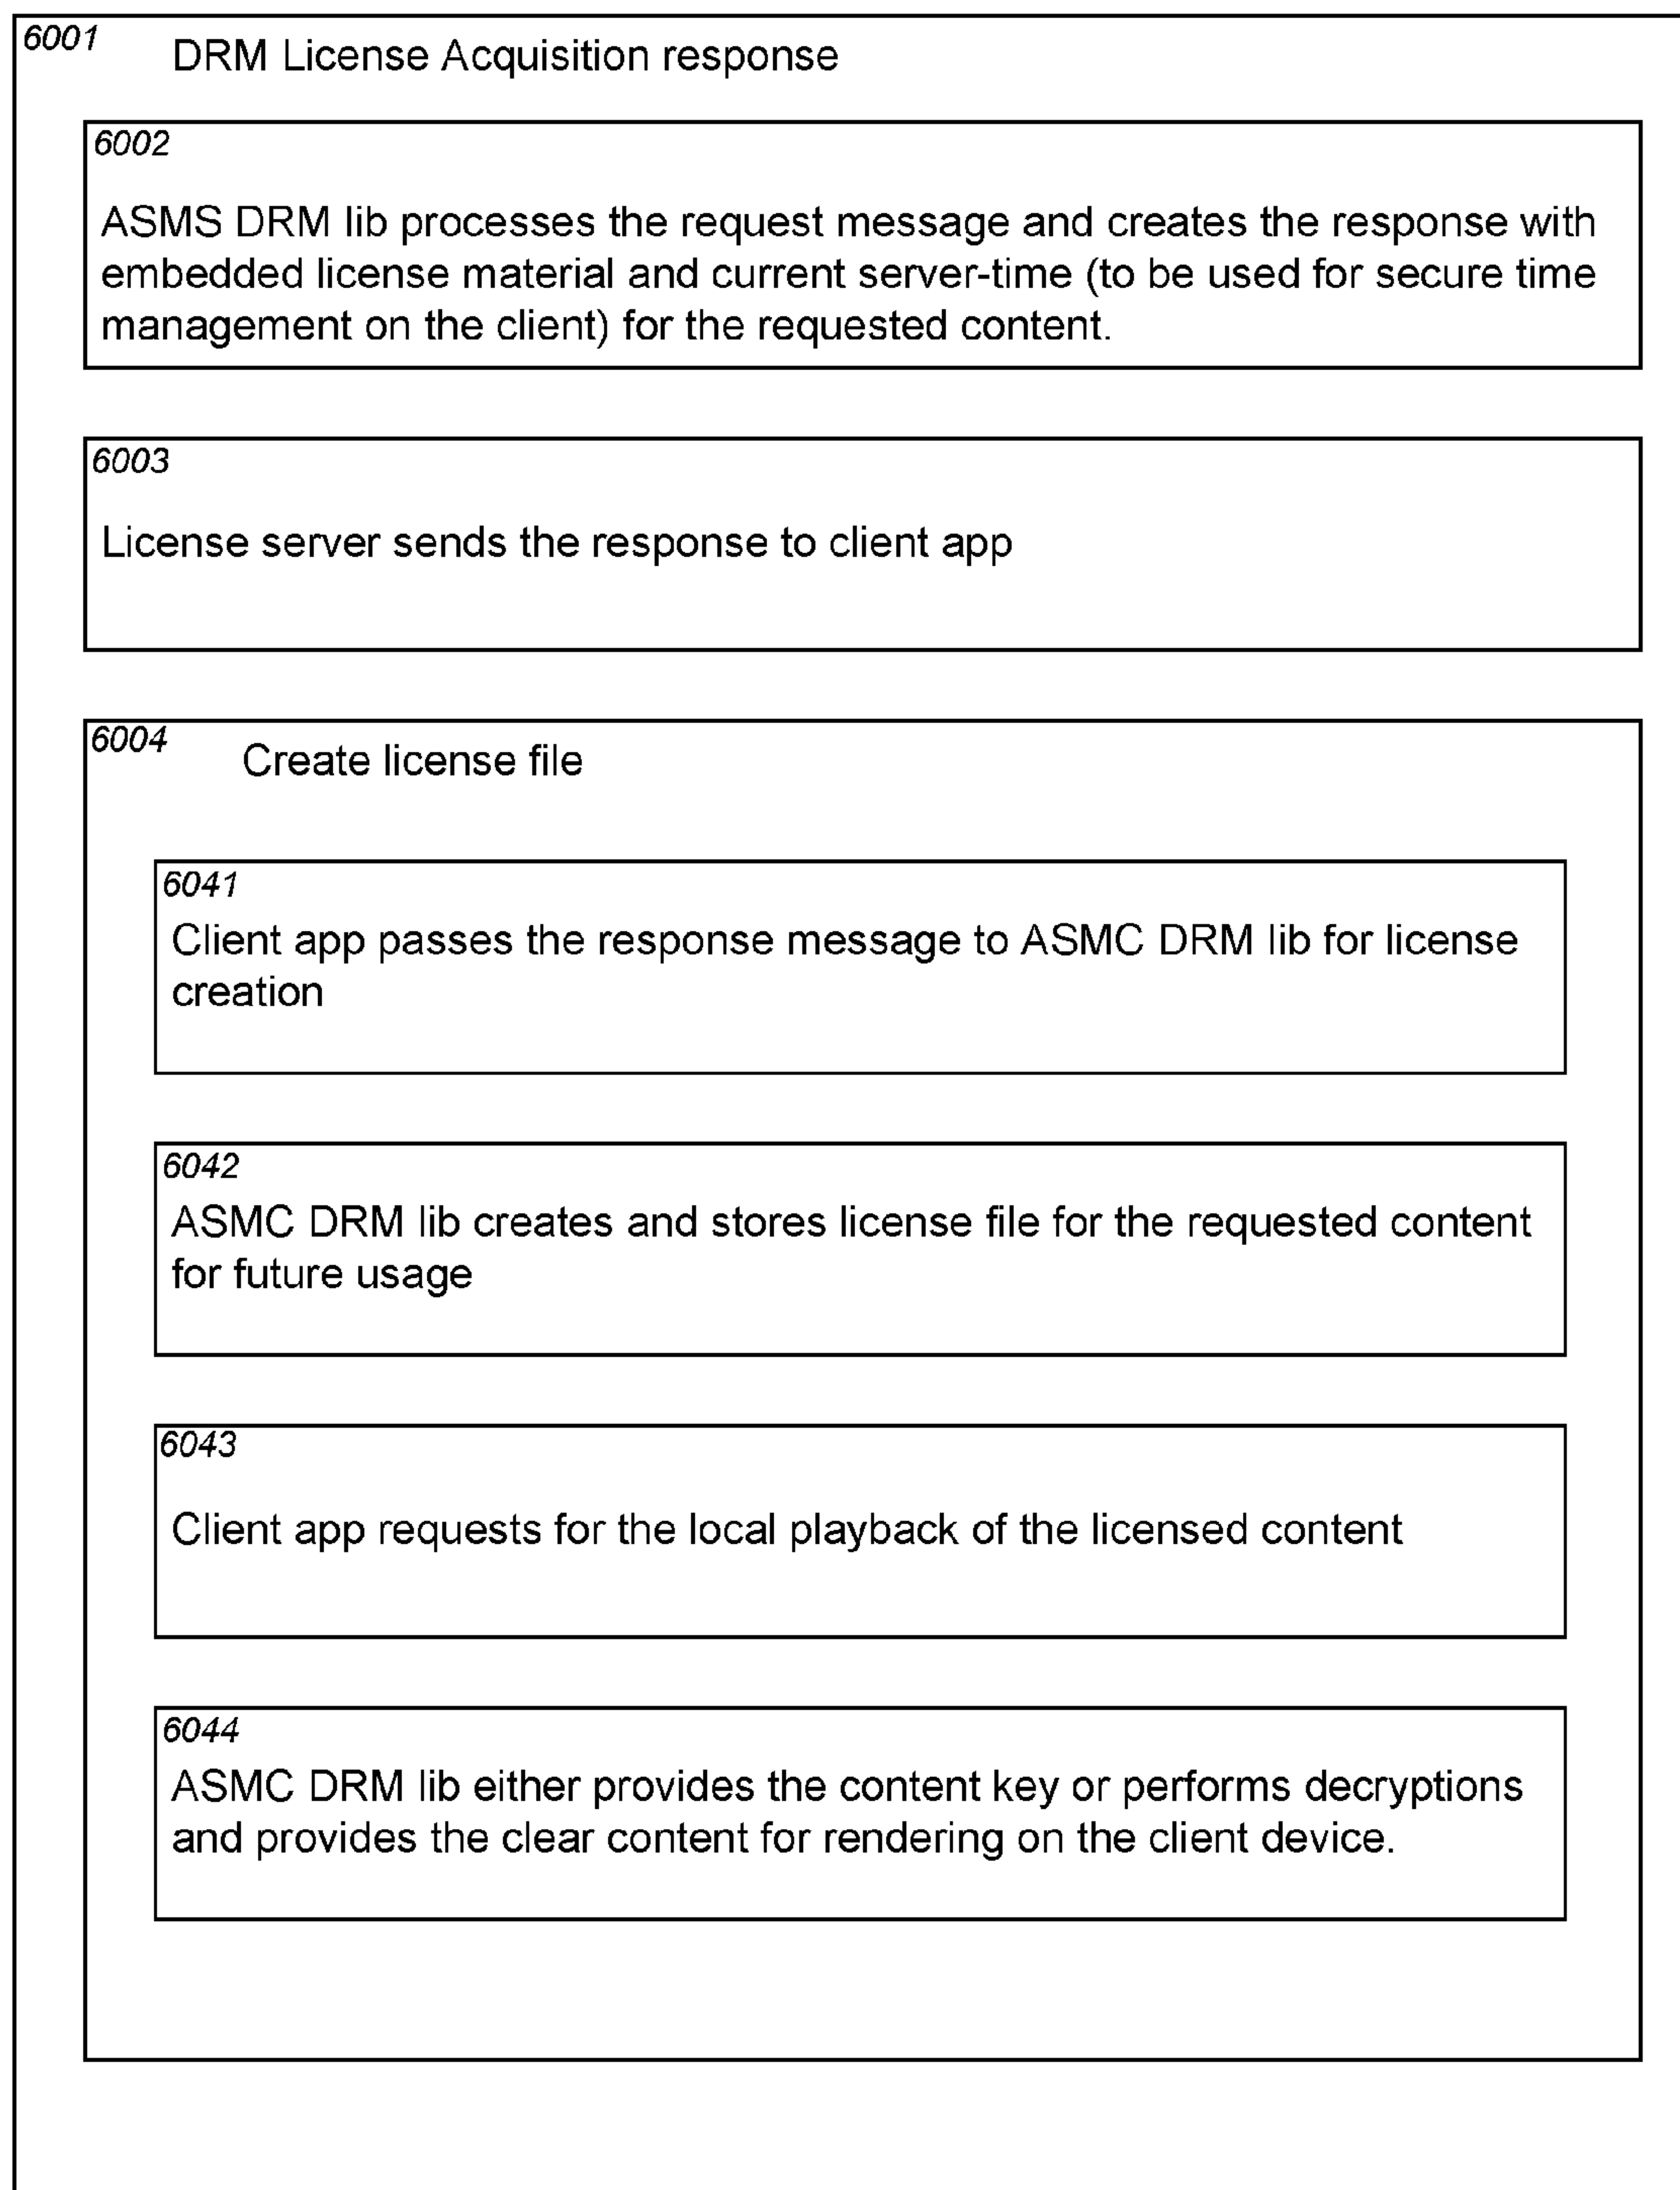 6001
DRM License Acquisition response
6002
ASMS DRM lib processes the request message and creates the response with
embedded license material and current server-time (to be used for secure time
management on the client) for the requested content.
6003
License server sends the response to client app
6004
Create license file
6041
Client app passes the response message to ASMC DRM lib for license
creation
6042
ASMC DRM lib creates and stores license file for the requested content
for future usage
6043
Client app requests for the local playback of the licensed content
6044
ASMC DRM lib either provides the content key or performs decryptions
and provides the clear content for rendering on the client device.